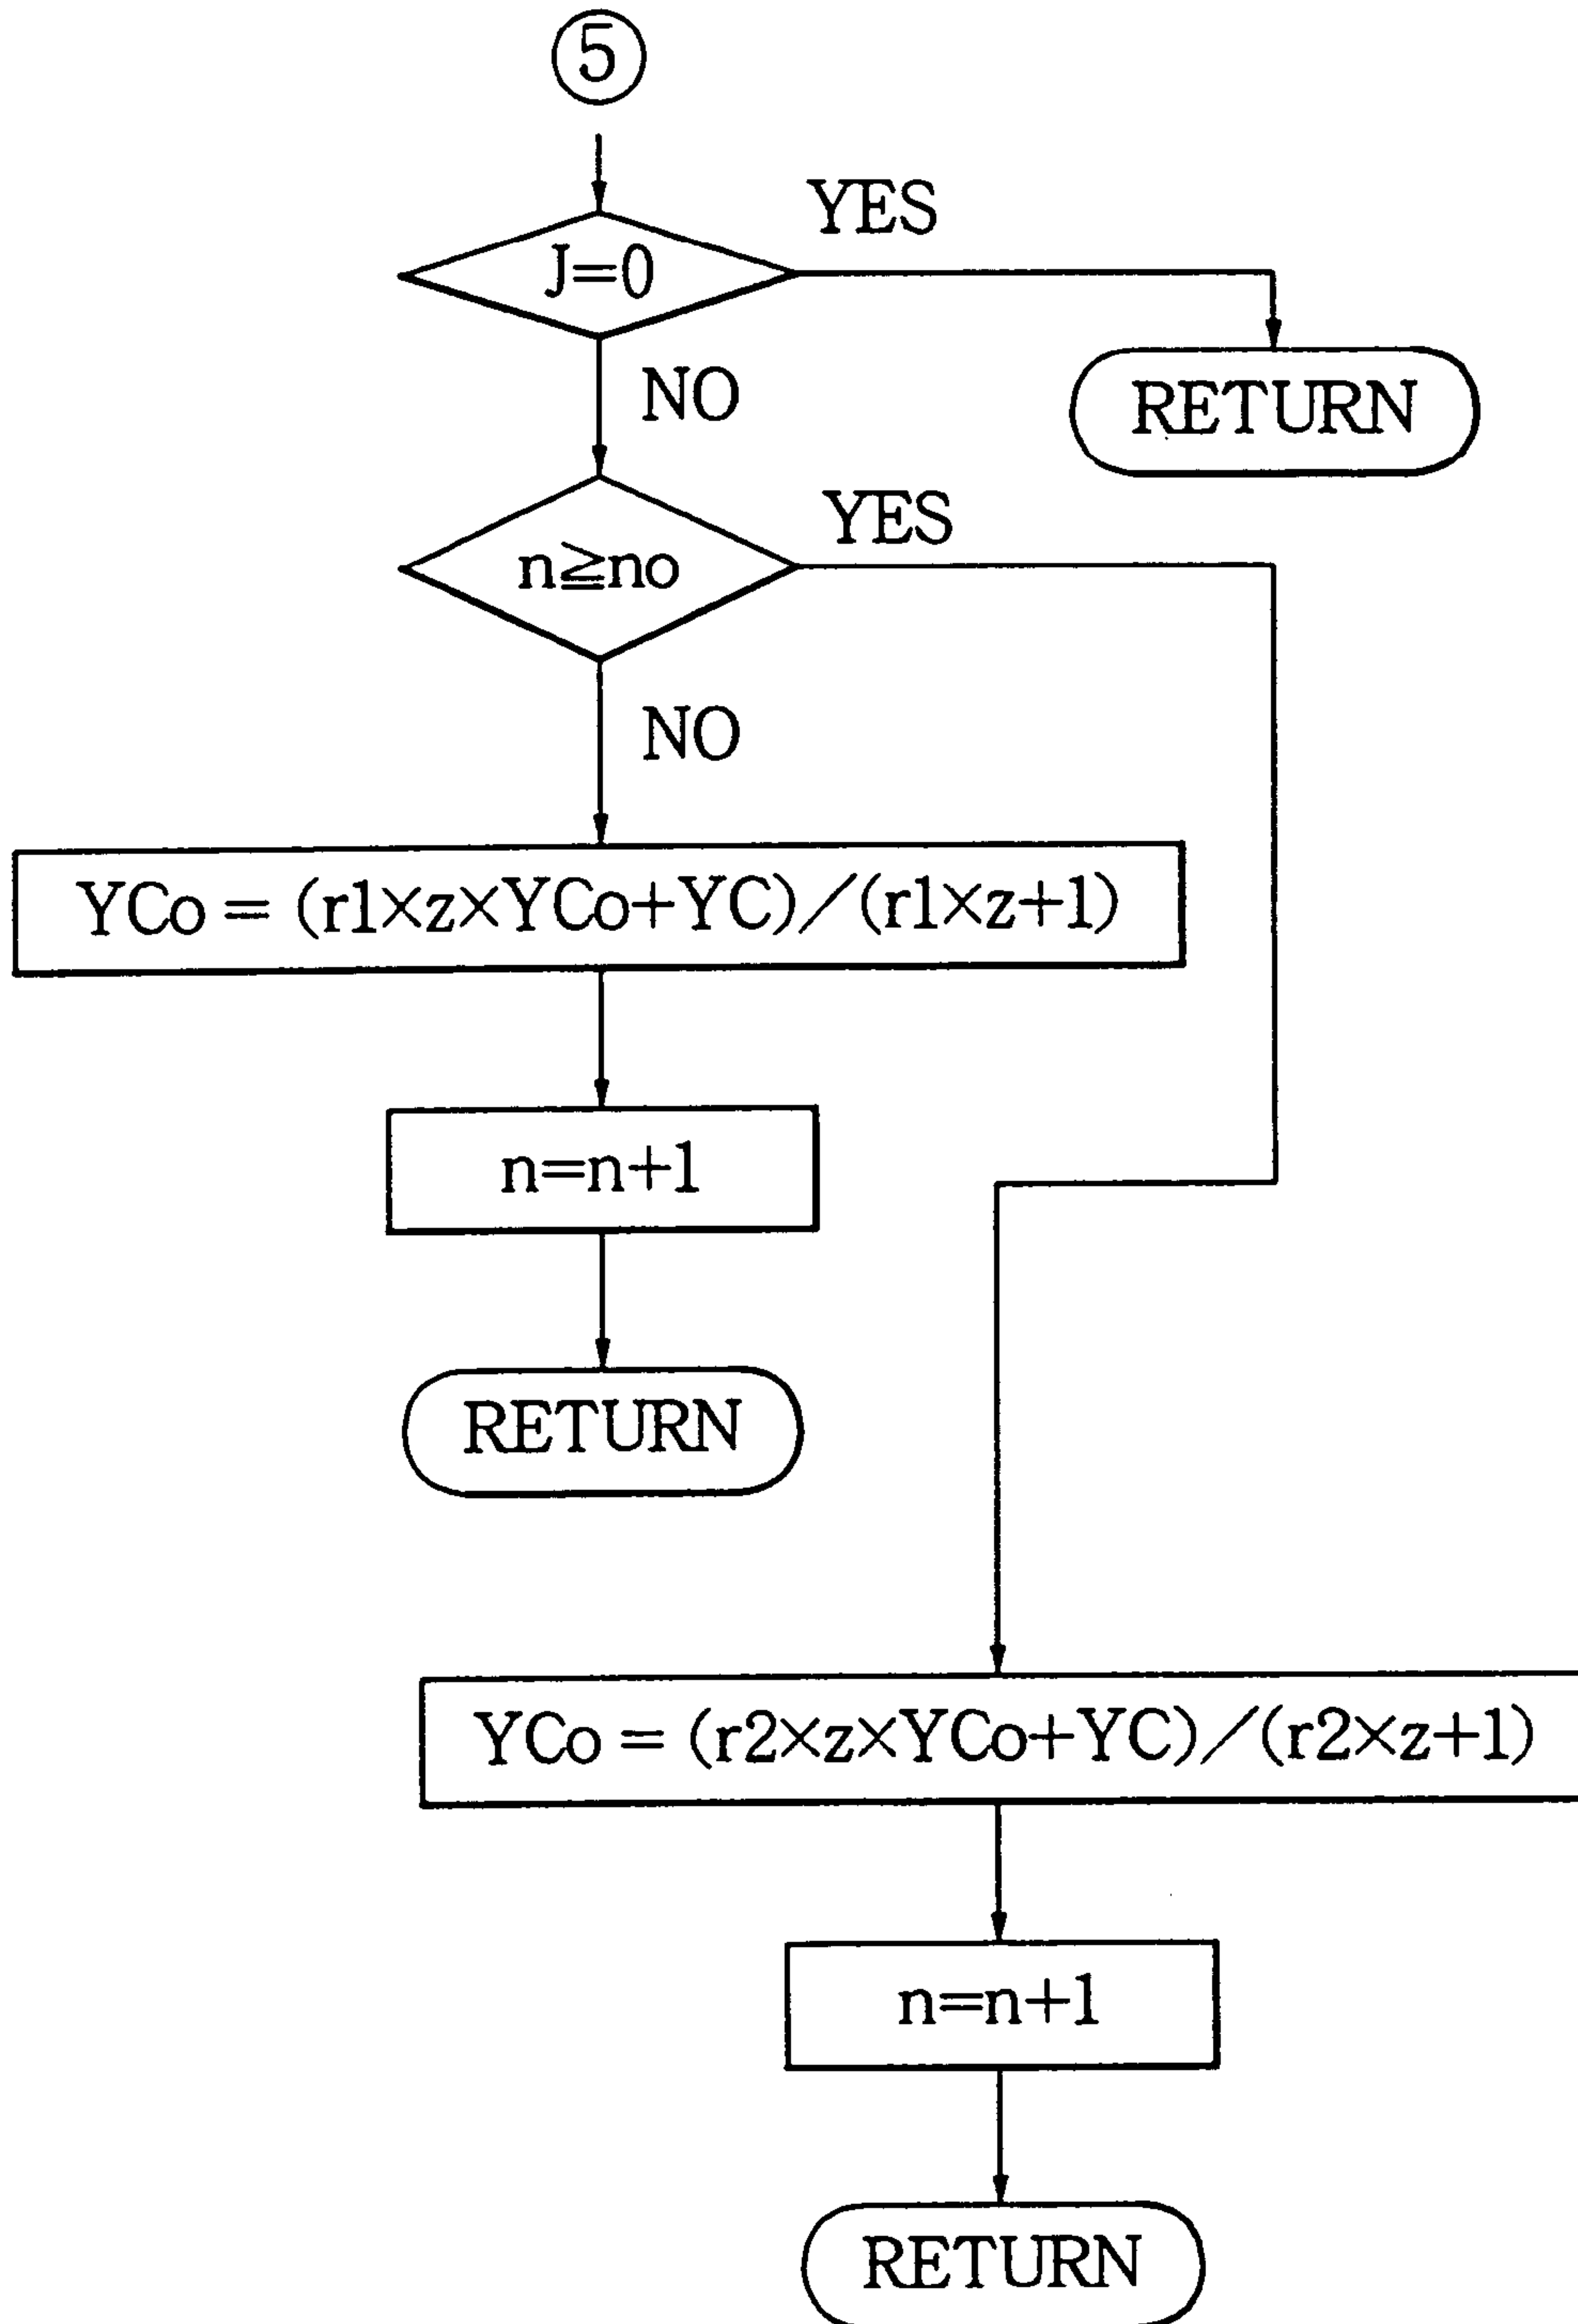 5
YES
J=0
RETURN
NO
YES
n≧no
NO
YCo = (r1×z×YCo+YC)/(r1×z+1)
n=n+1
RETURN
YCo = (r2×z×YCo+YC)/(r2×z+1)
n=n+1
RETURN